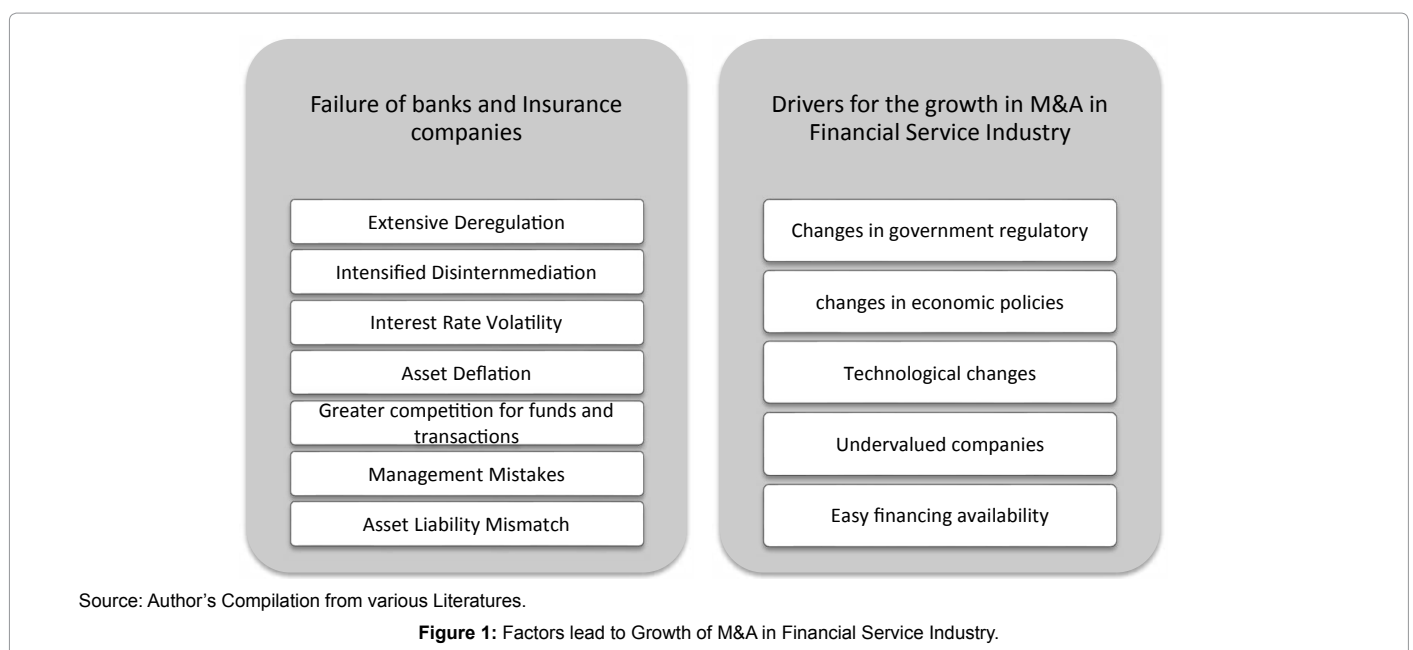 Failure of banks and Insurance
companies
Extensive Deregulation
Intensified Disinternmediation
Interest Rate Volatility
Asset Deflation
Greater competition for funds and
transactions
Management Mistakes
Asset Liability Mismatch
Drivers for the growth in M&A in
Financial Service Industry
Changes in government regulatory
changes in economic policies
Technological changes
Undervalued companies
Easy financing availability
Source: Author's Compilation from various Literatures.
Figure 1: Factors lead to Growth of M&A in Financial Service Industry.